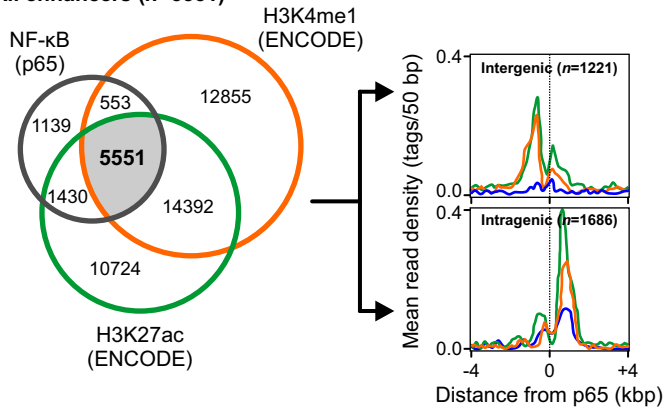 H3K4me1
(ENCODE)
NF-κB
(p65)
553
12855
1139
5551
1430
14392
10724
H3K27ac
(ENCODE)
Mean read density (tags/50 bp)
0.4
Intergenic (n=1221)
0.0
0.4
Intragenic (n=1686)
0.0
-4
0
+4
Distance from p65 (kbp)